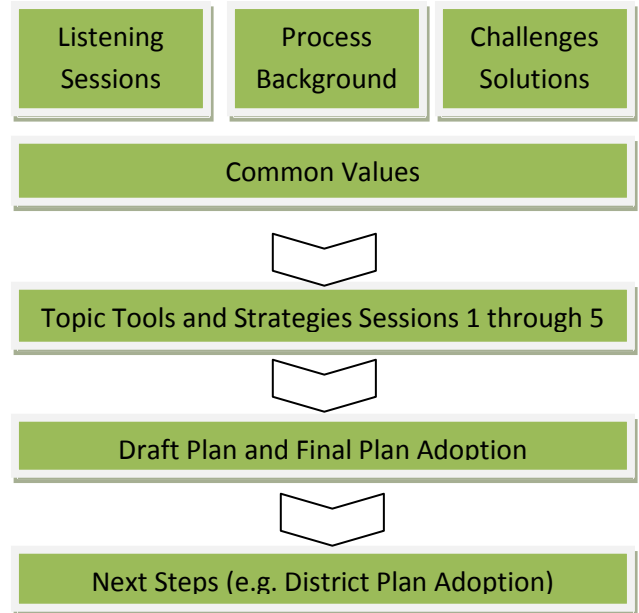 Listening
Sessions
Process
Background
Challenges
Solutions
Common Values
Topic Tools and Strategies Sessions 1 through 5
Draft Plan and Final Plan Adoption
Next Steps (e.g. District Plan Adoption)